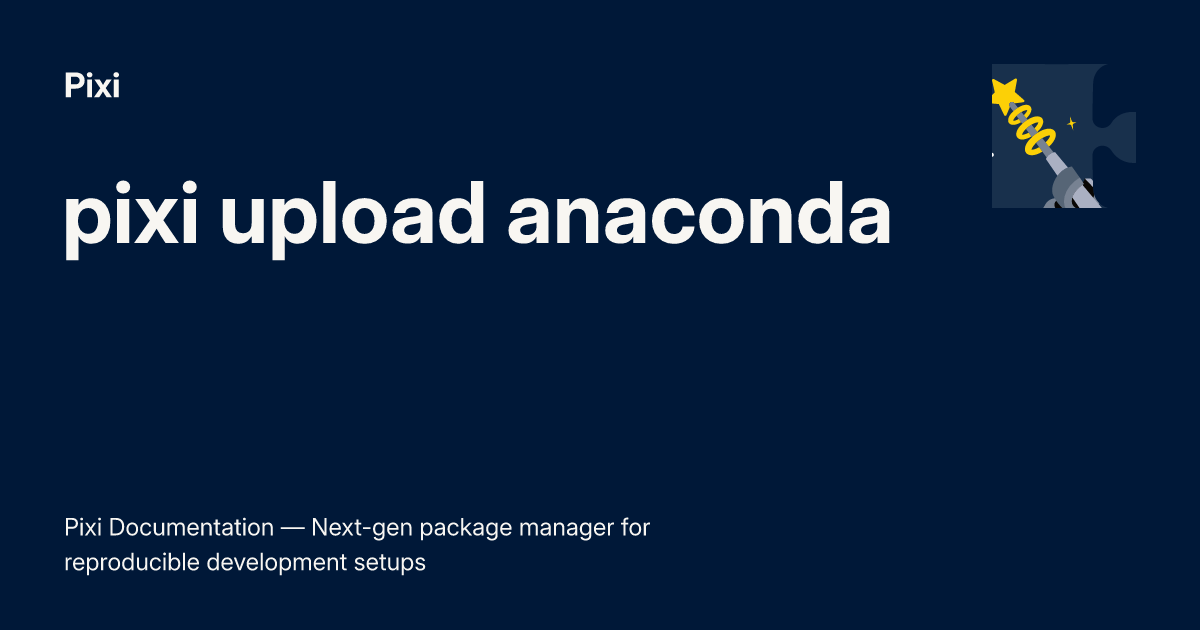 Pixi
pixi upload anaconda
Pixi Documentation — Next-gen package manager for
reproducible development setups